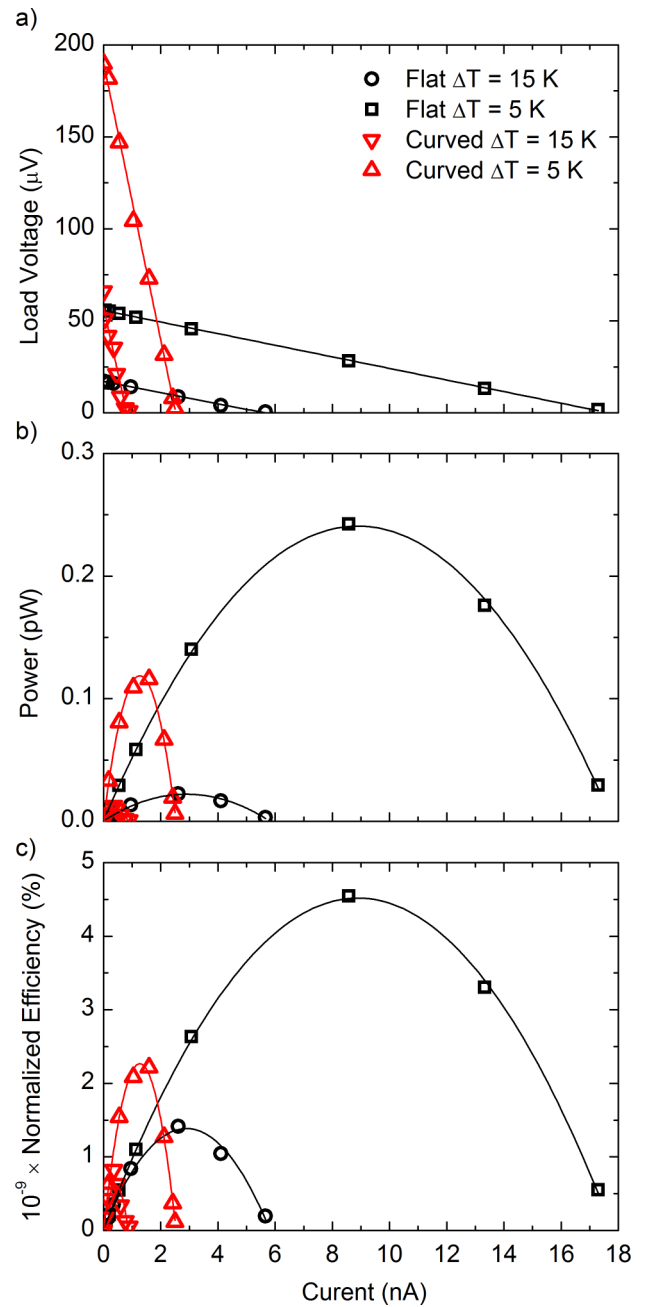 a)
200
150
100
50
0
Load Voltage (μV)
Flat ΔT = 15 K
Flat ΔT = 5 K
Curved ΔT = 15 K
Curved ΔT = 5 K
b)
0.3
0.2
0.1
0.0
Power (pW)
c)
5
4
3
2
1
0
10⁻⁹ × Normalized Efficiency (%)
0 2 4 6 8 10 12 14 16 18
Curent (nA)